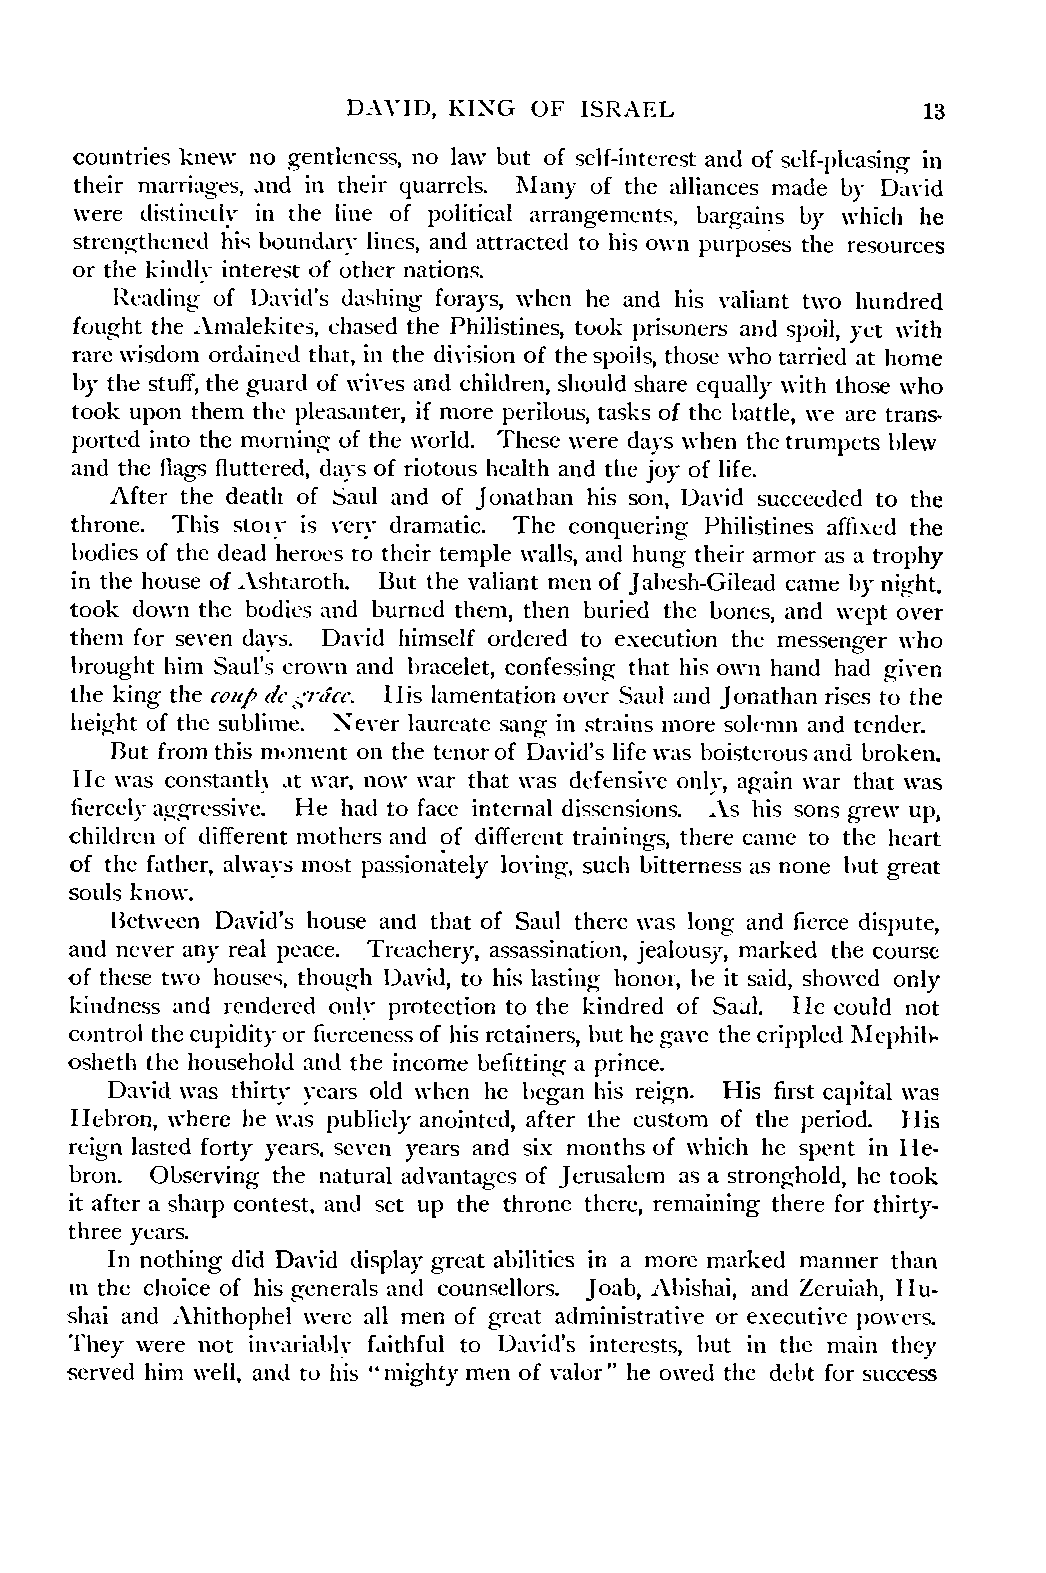 DAVID, KING OF ISRAEL 13
countries knew no gentleness, no law but of self-interest and of self-pleasing in
their marriages, and in their quarrels. Many of the alliances made by David
were distinctly in the line of political arrangements, bargains by which he
strengthened his boundary lines, and attracted to his own purposes the resources
or the kindly interest of other nations.
Reading of David's dashing forays, when he and his valiant two hundred
fought the Amalekites, chased the Philistines, took prisoners and spoil, yet with
rare wisdom ordained that, in the division of the spoils, those who tarried at home
by the stuff, the guard of wives and children, should share equally with those who
took upon them the pleasanter, if more perilous, tasks of the battle, we are trans-
ported into the morning of the world. These were days when the trumpets blew
and the flags fluttered, days of riotous health and the joy of life.
After the death of Saul and of Jonathan his son, David succeeded to the
throne. This story is very dramatic. The conquering Philistines affixed the
bodies of the dead heroes to their temple walls, and hung their armor as a trophy
in the house of Ashtaroth. But the valiant men of Jabesh-Gilead came by night,
took down the bodies and burned them, then buried the bones, and wept over
them for seven days. David himself ordered to execution the messenger who
brought him Saul's crown and bracelet, confessing that his own hand had given
the king the coup de grâce. His lamentation over Saul and Jonathan rises to the
height of the sublime. Never laureate sang in strains more solemn and tender.
But from this moment on the tenor of David's life was boisterous and broken.
He was constantly at war, now war that was defensive only, again war that was
fiercely aggressive. He had to face internal dissensions. As his sons grew up,
children of different mothers and of different trainings, there came to the heart
of the father, always most passionately loving, such bitterness as none but great
souls know.
Between David's house and that of Saul there was long and fierce dispute,
and never any real peace. Treachery, assassination, jealousy, marked the course
of these two houses, though David, to his lasting honor, be it said, showed only
kindness and rendered only protection to the kindred of Saul. He could not
control the cupidity or fierceness of his retainers, but he gave the crippled Mephib-
osheth the household and the income befitting a prince.
David was thirty years old when he began his reign. His first capital was
Hebron, where he was publicly anointed, after the custom of the period. His
reign lasted forty years, seven years and six months of which he spent in He-
bron. Observing the natural advantages of Jerusalem as a stronghold, he took
it after a sharp contest, and set up the throne there, remaining there for thirty-
three years.
In nothing did David display great abilities in a more marked manner than
in the choice of his generals and counsellors. Joab, Abishai, and Zeruiah, Hu-
shai and Ahithophel were all men of great administrative or executive powers.
They were not invariably faithful to David's interests, but in the main they
served him well, and to his "mighty men of valor" he owed the debt for success